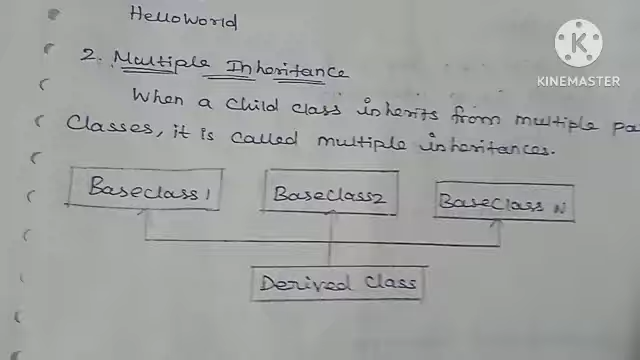 HelloWorld
2. Multiple Inheritance
When a child class inherits from multiple pa
Classes, it is called multiple inheritances.
Baseclass1 Baseclass2 BaseClass N
Derived class
K
KINEMASTER